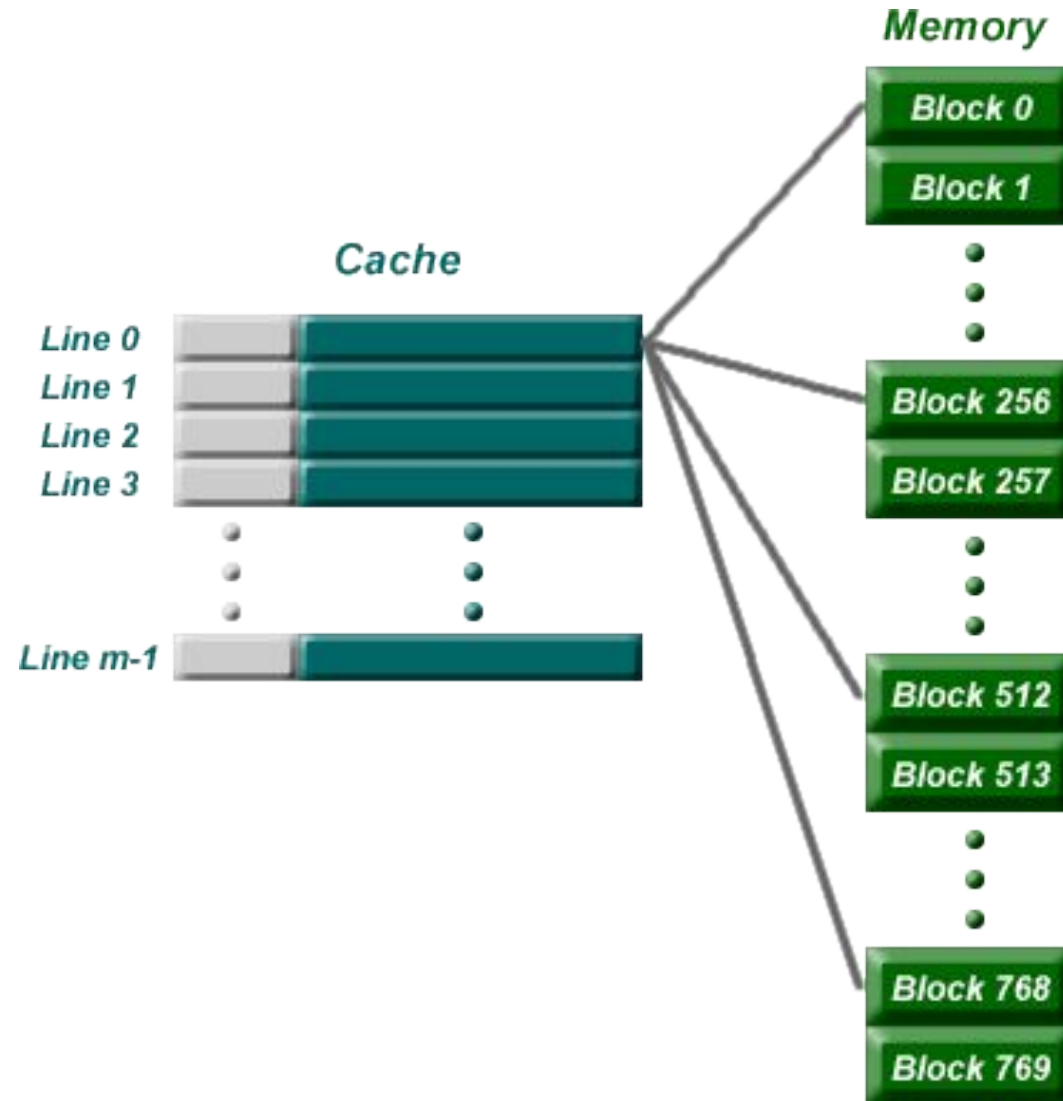 Memory
Block 0
Block 1
Cache
Line 0
Line 1
Line 2
Line 3
Line m-1
Block 256
Block 257
Block 512
Block 513
Block 768
Block 769